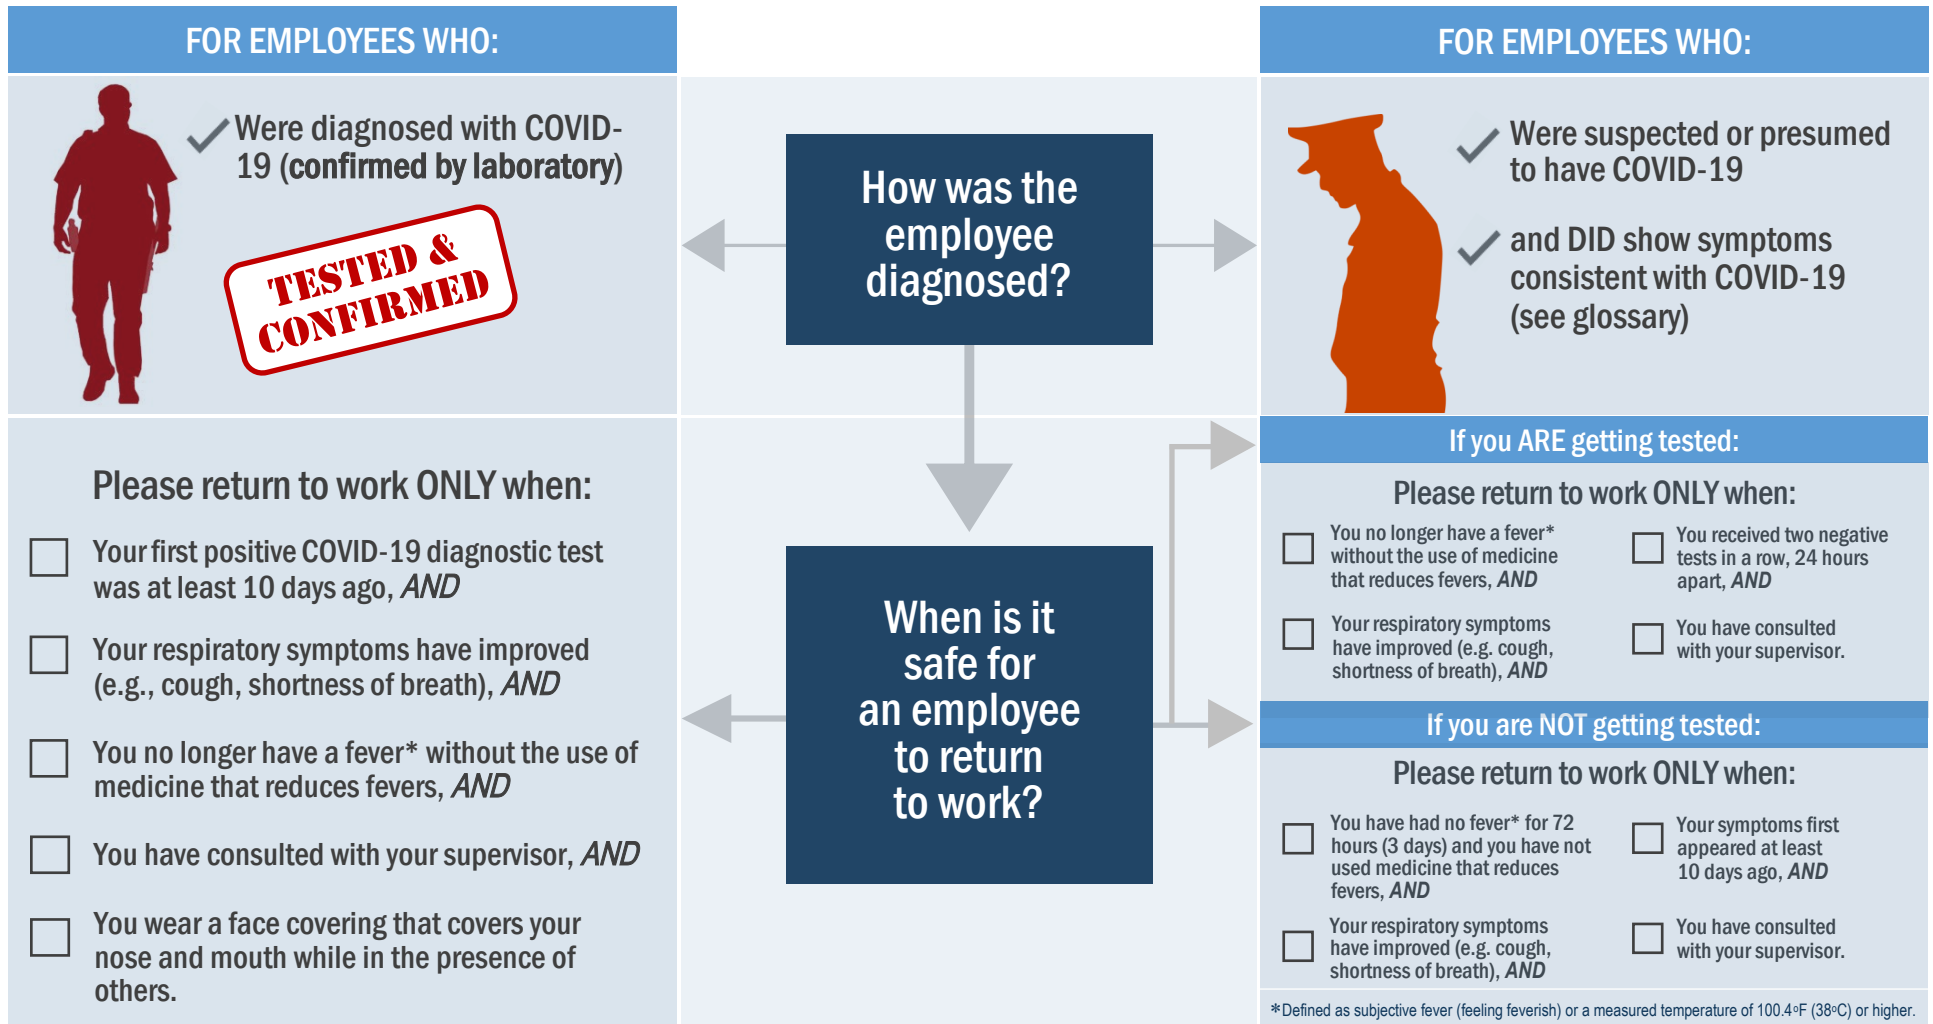 FOR EMPLOYEES WHO:
Were diagnosed with COVID-
19 (confirmed by laboratory)
TESTED &
CONFIRMED
Please return to work ONLY when:
Your first positive COVID-19 diagnostic test
was at least 10 days ago, AND
Your respiratory symptoms have improved
(e.g., cough, shortness of breath), AND
You no longer have a fever* without the use of
medicine that reduces fevers, AND
You have consulted with your supervisor, AND
You wear a face covering that covers your
nose and mouth while in the presence of
others.
How was the
employee
diagnosed?
When is it
safe for
an employee
to return
to work?
FOR EMPLOYEES WHO:
Were suspected or presumed
to have COVID-19
and DID show symptoms
consistent with COVID-19
(see glossary)
If you ARE getting tested:
Please return to work ONLY when:
You no longer have a fever*
without the use of medicine
that reduces fevers, AND
Your respiratory symptoms
have improved (e.g. cough,
shortness of breath), AND
You received two negative
tests in a row, 24 hours
apart, AND
You have consulted
with your supervisor.
If you are NOT getting tested:
Please return to work ONLY when:
You have had no fever* for 72
hours (3 days) and you have not
used medicine that reduces
fevers, AND
Your respiratory symptoms
have improved (e.g. cough,
shortness of breath), AND
Your symptoms first
appeared at least
10 days ago, AND
You have consulted
with your supervisor.
*Defined as subjective fever (feeling feverish) or a measured temperature of 100.4°F (38°C) or higher.